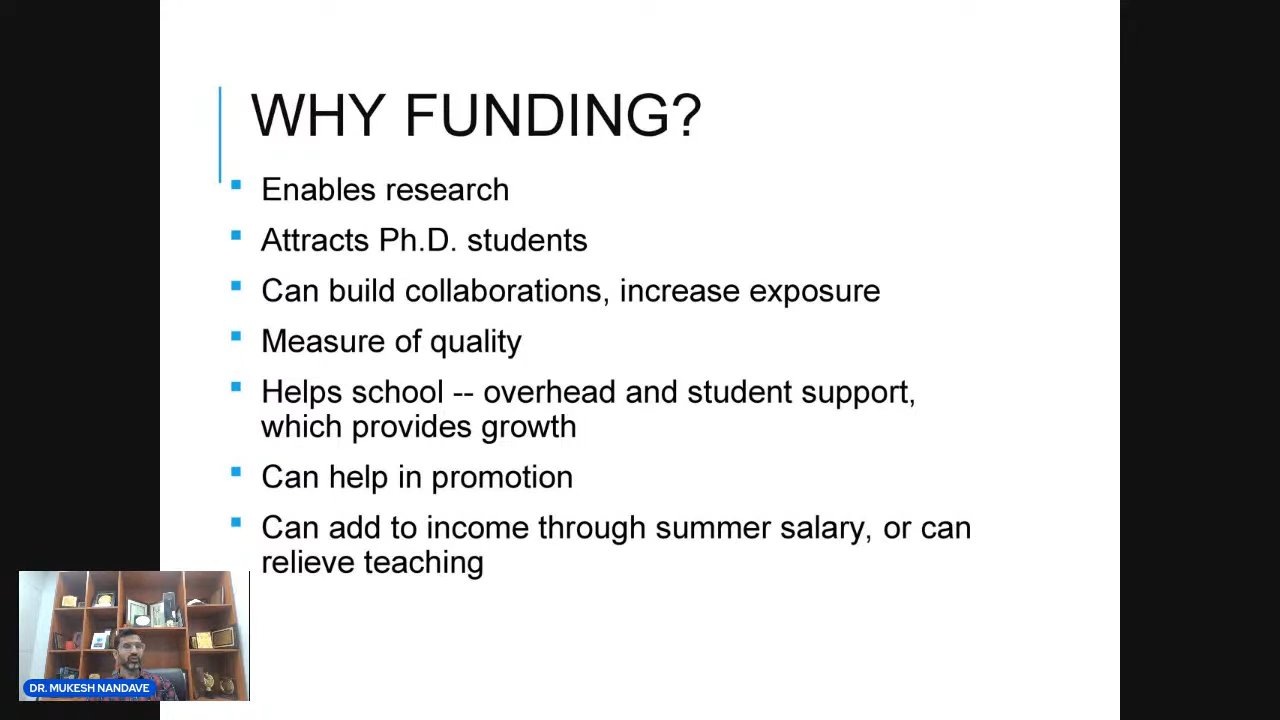 WHY FUNDING?
Enables research
Attracts Ph.D. students
Can build collaborations, increase exposure
Measure of quality
Helps school -- overhead and student support,
which provides growth
Can help in promotion
Can add to income through summer salary, or can
relieve teaching
DR. MUKESH NANDAVE